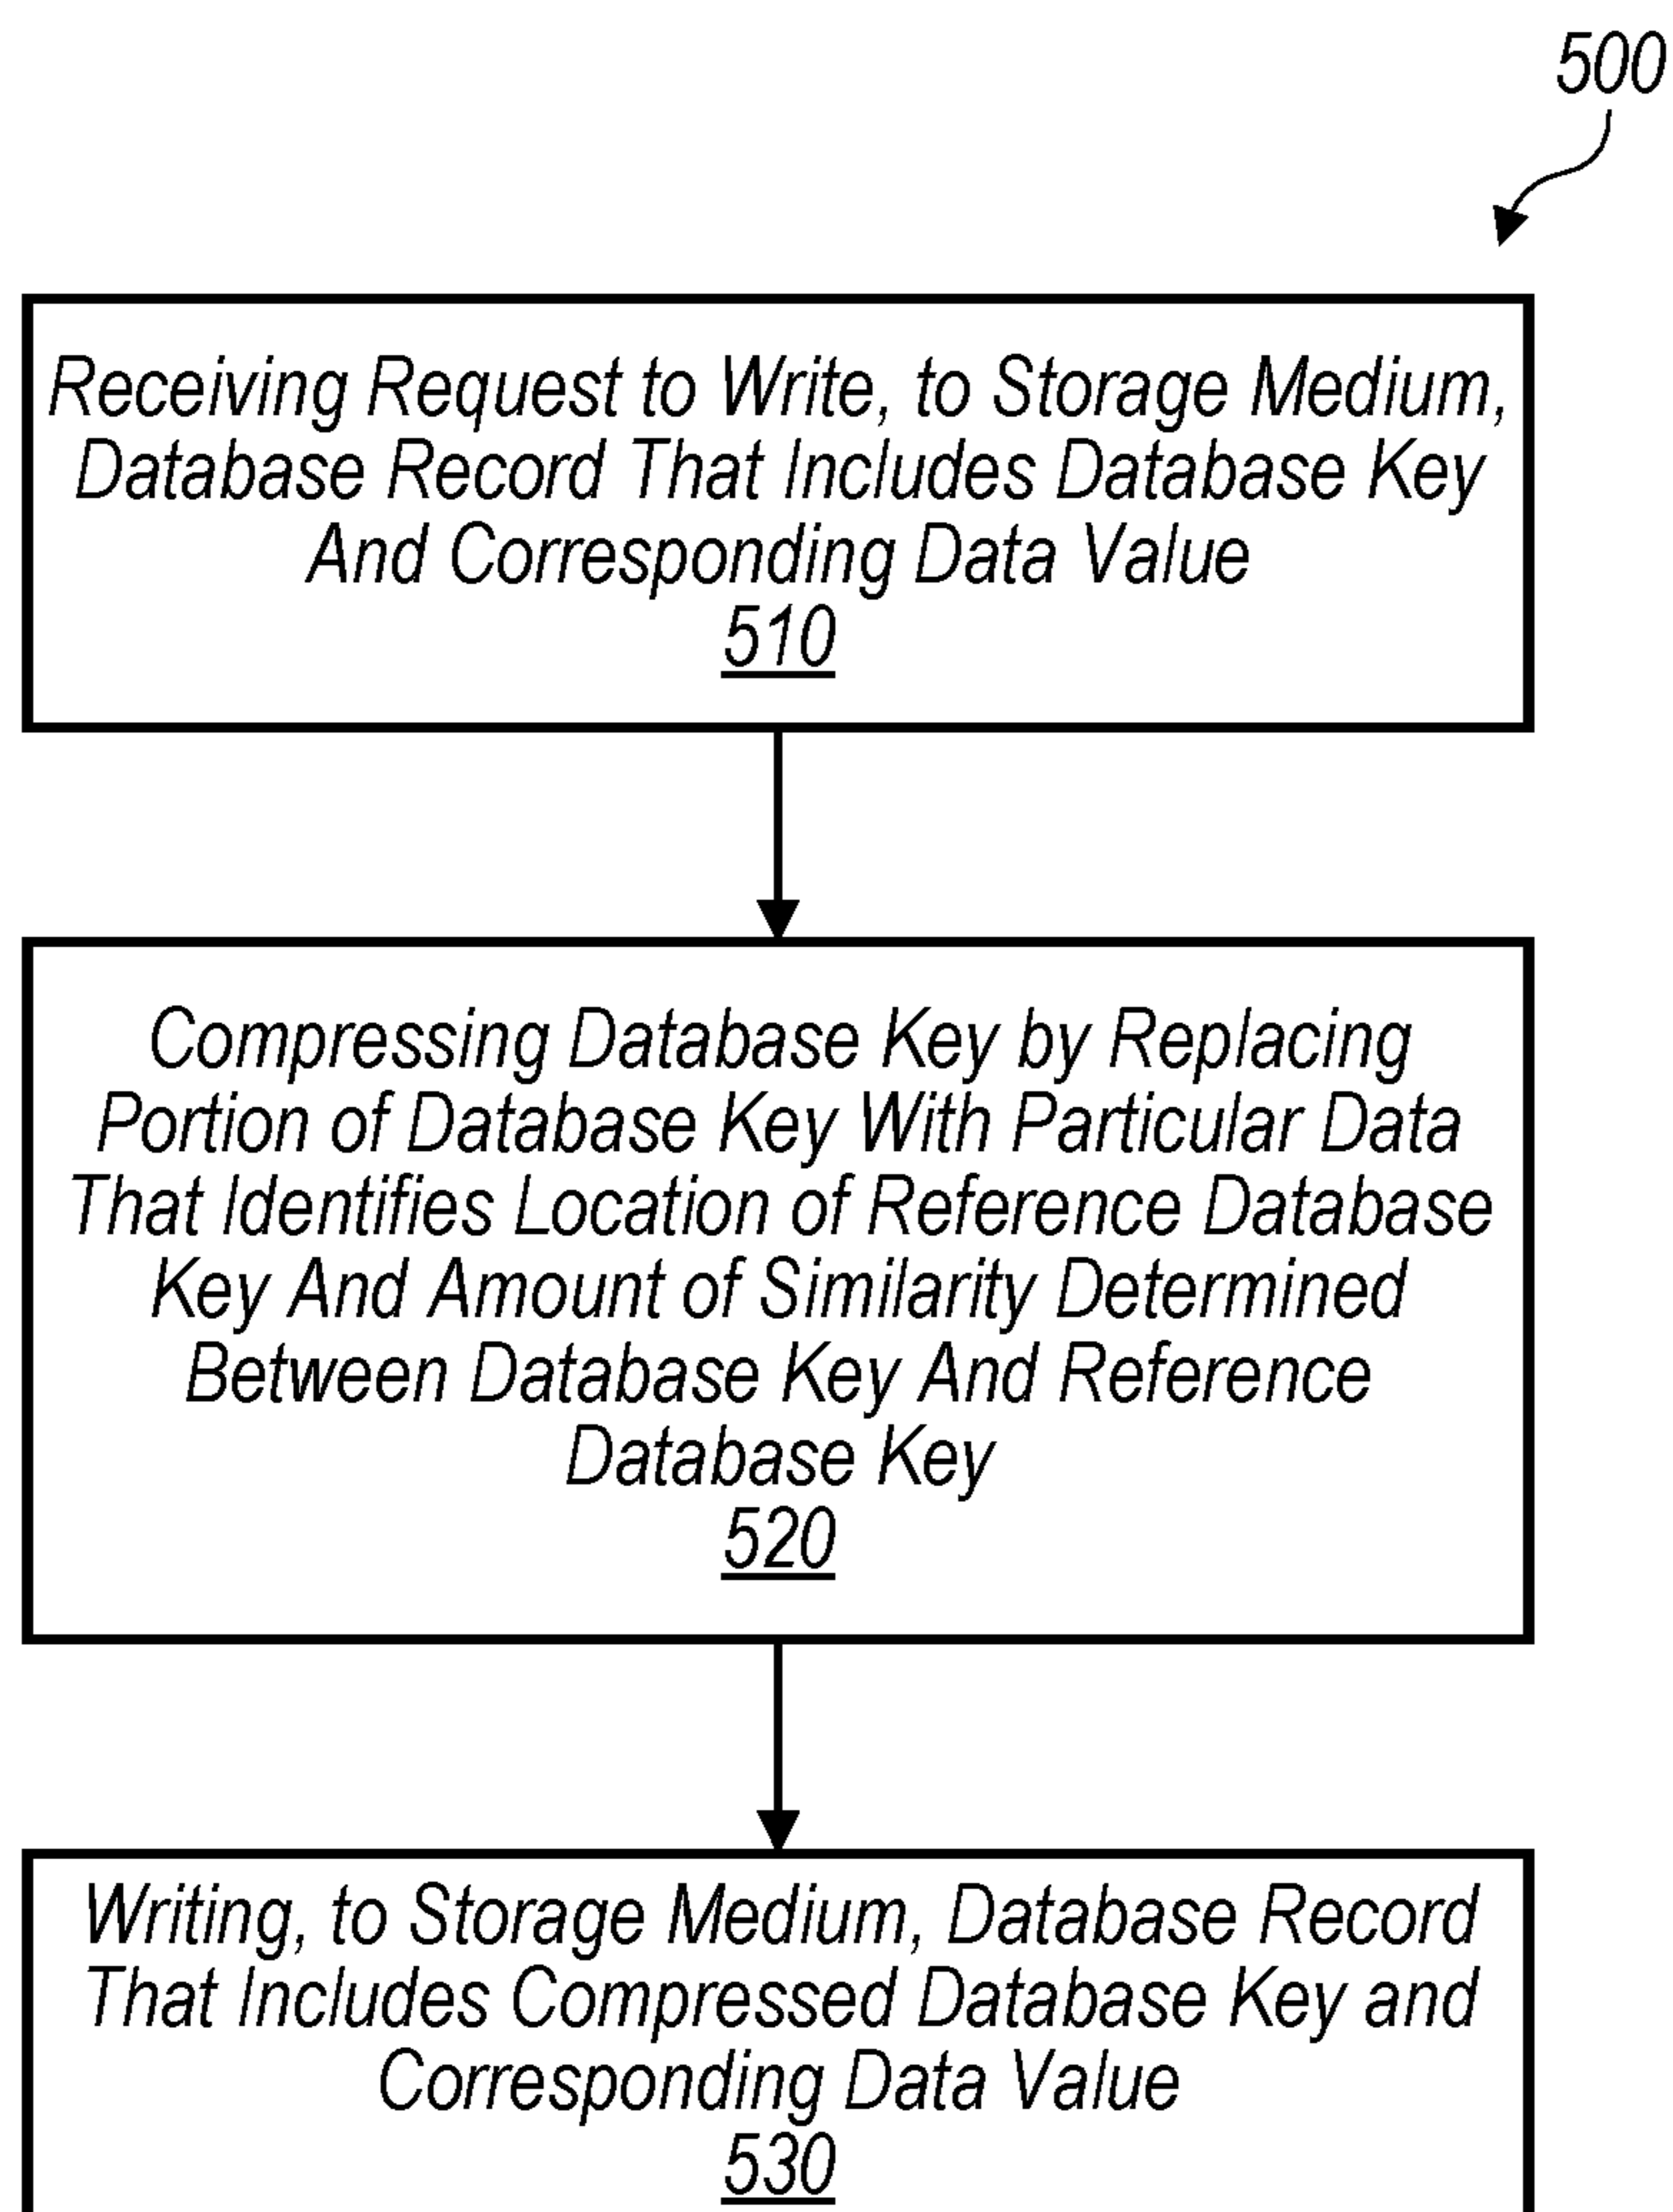 500
Receiving Request to Write, to Storage Medium,
Database Record That Includes Database Key
And Corresponding Data Value
510
Compressing Database Key by Replacing
Portion of Database Key With Particular Data
That Identifies Location of Reference Database
Key And Amount of Similarity Determined
Between Database Key And Reference
Database Key
520
Writing, to Storage Medium, Database Record
That Includes Compressed Database Key and
Corresponding Data Value
530